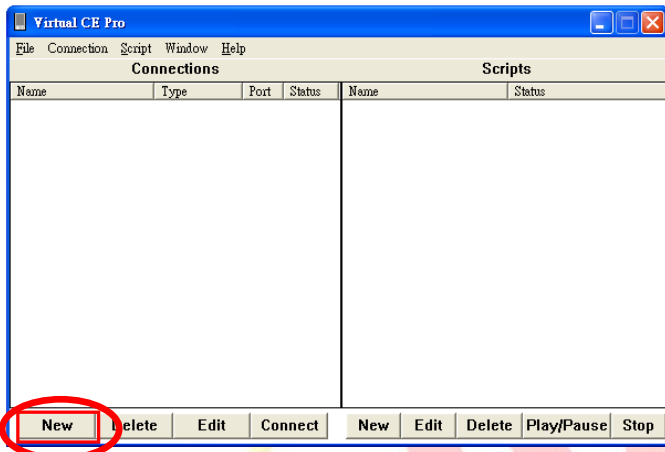 Virtual CE Pro
File Connection Script Window Help
Connections Scripts
Name Type Port Status Name Status
New Delete Edit Connect New Edit Delete Play/Pause Stop